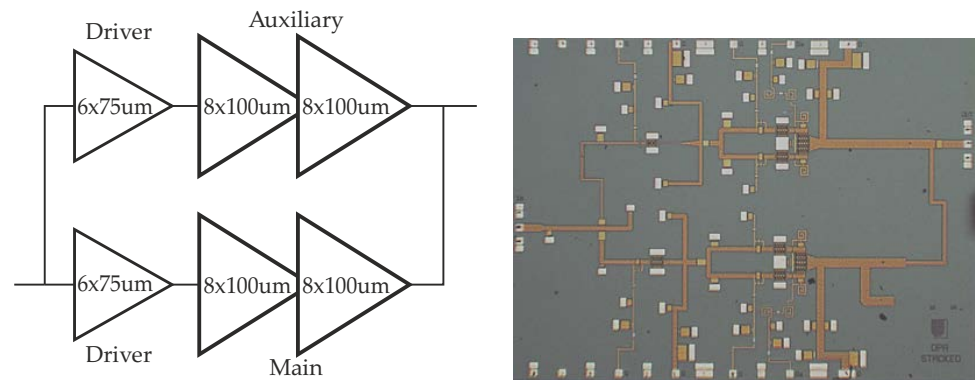 Auxiliary
Driver
6x75um
8x100um
8x100um
6x75um
8x100um
8x100um
Driver
Main
DPA
STACKED